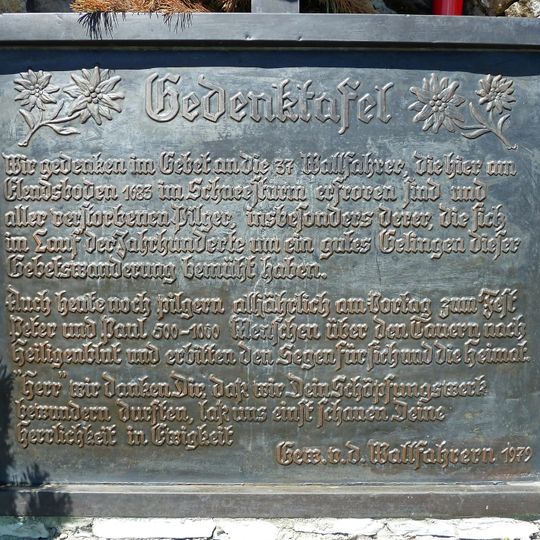 Gedenktafel
Wir gedenken im Gebet an die 37 Wallfahrer, die hier am
Elendsboden 1683 im Schneesturm erfroren sind und
aller verstorbenen Pilger, insbesonders derer, die sich
im Lauf der Jahrhunderte um ein gutes Gelingen dieser
Gebetswanderung bemüht haben.
Auch heute noch pilgern alljährlich am Vortag zum Fest
Peter und Paul 500-1000 Menschen über den Tauern nach
Heiligenblut und erbitten den Segen für sich und die Heimat.
"Herr" wir danken Dir, daß wir Dein Schöpfungswerk
bewundern durften, laß uns einst schauen Deine
Herrlichkeit in Ewigkeit
Gew. v. d. Wallfahrern 1979